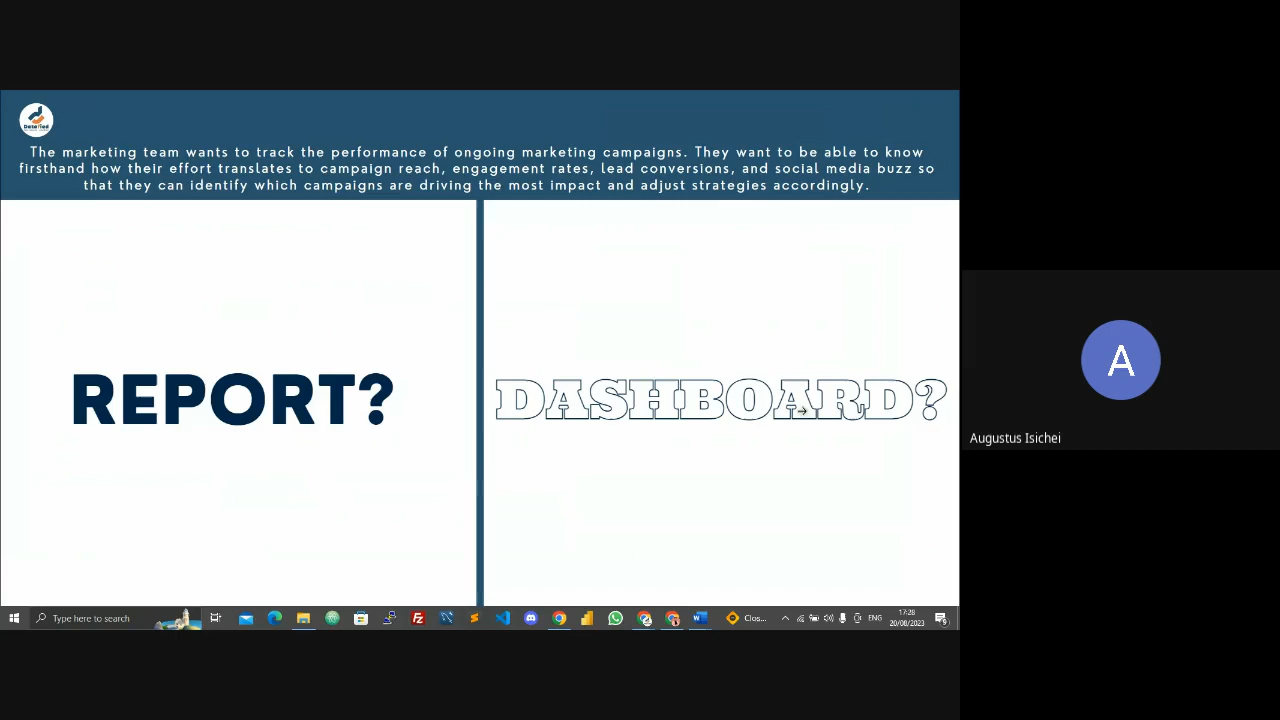 Datafied
The marketing team wants to track the performance of ongoing marketing campaigns. They want to be able to know
firsthand how their effort translates to campaign reach, engagement rates, lead conversions, and social media buzz so
that they can identify which campaigns are driving the most impact and adjust strategies accordingly.
REPORT?
DASHBOARD?
A
Augustus Isichei
Type here to search
Clos...
ENG
17:28
20/08/2023